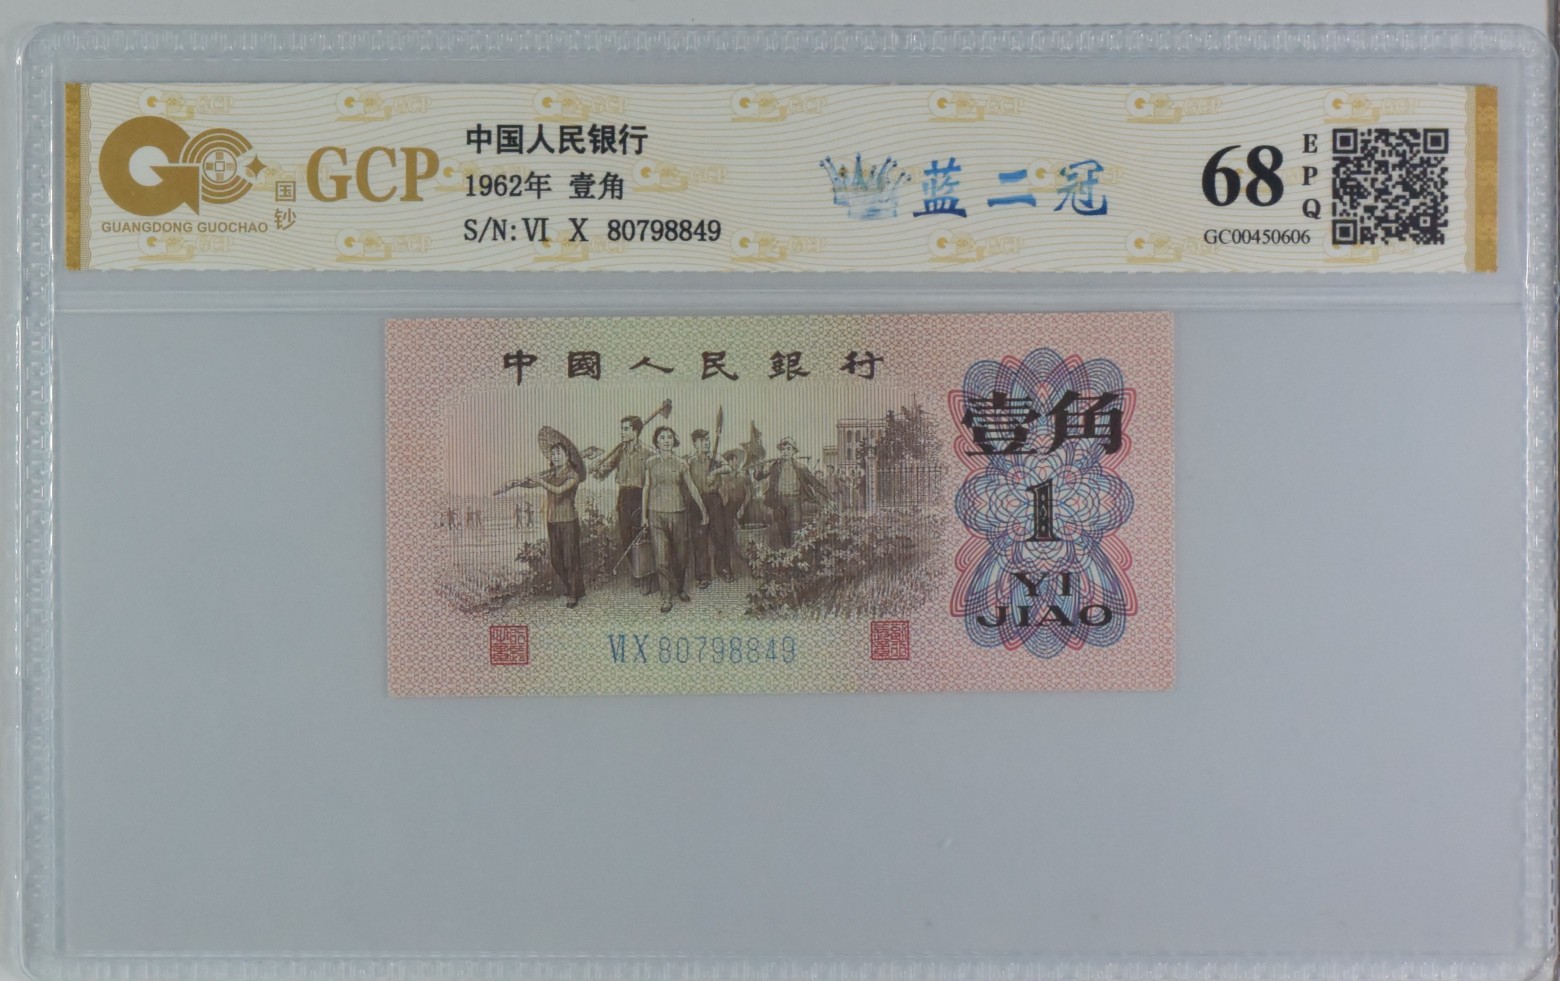 GCP
国钞
GUANGDONG GUOCHAO
中国人民银行
1962年 壹角
S/N: VI X 80798849
蓝二冠
68
EPQ
GC00450606
中國人民銀行
壹角
1
YI
JIAO
VI X 80798849